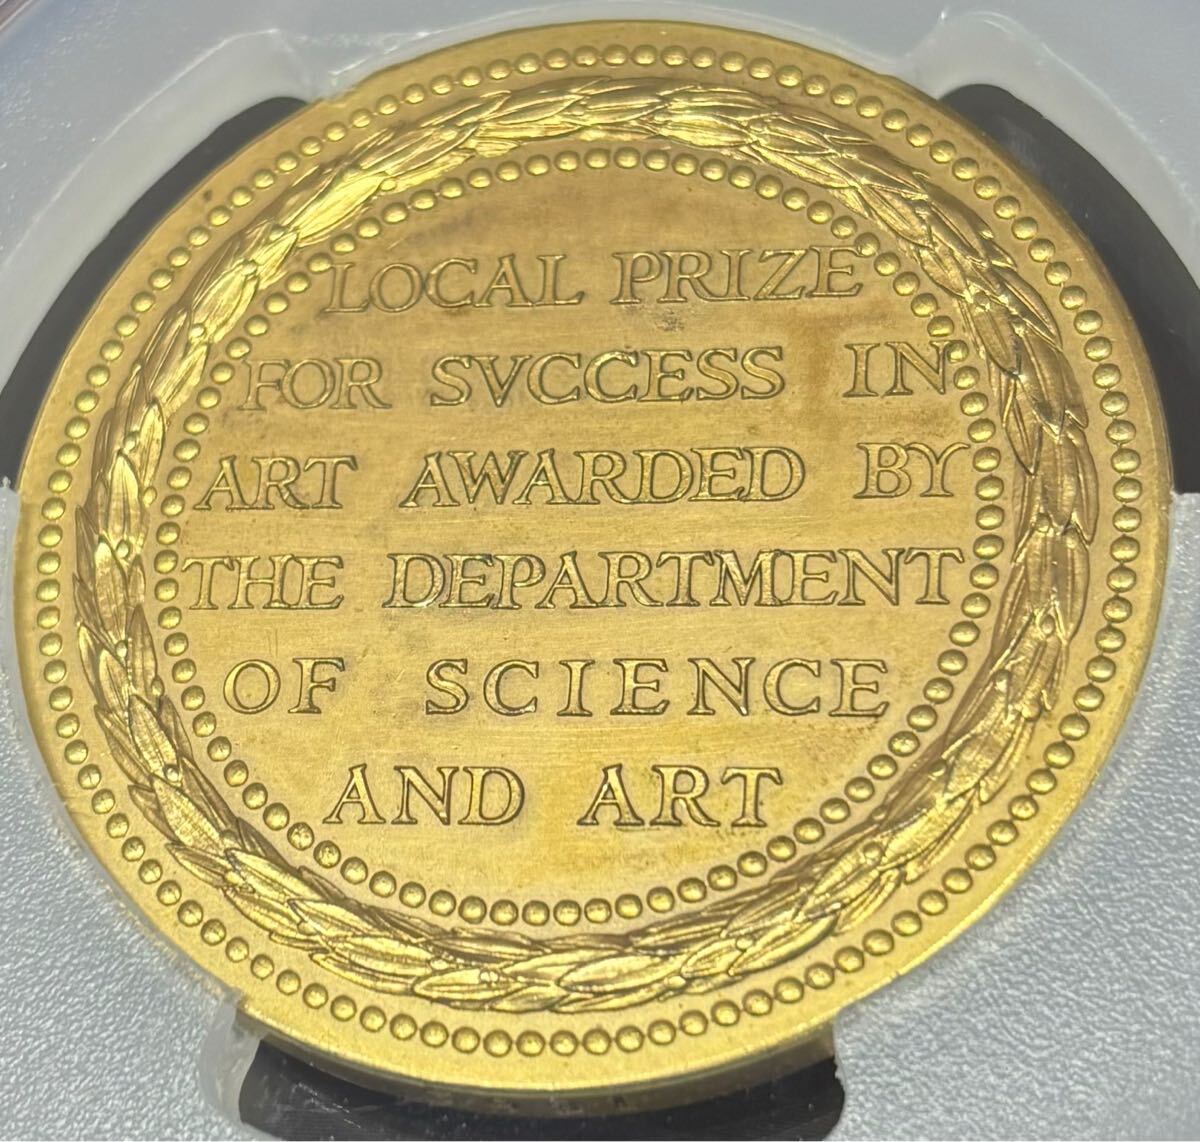 LOCAL PRIZE
FOR SVCCESS IN
ART AWARDED BY
THE DEPARTMENT
OF SCIENCE
AND ART